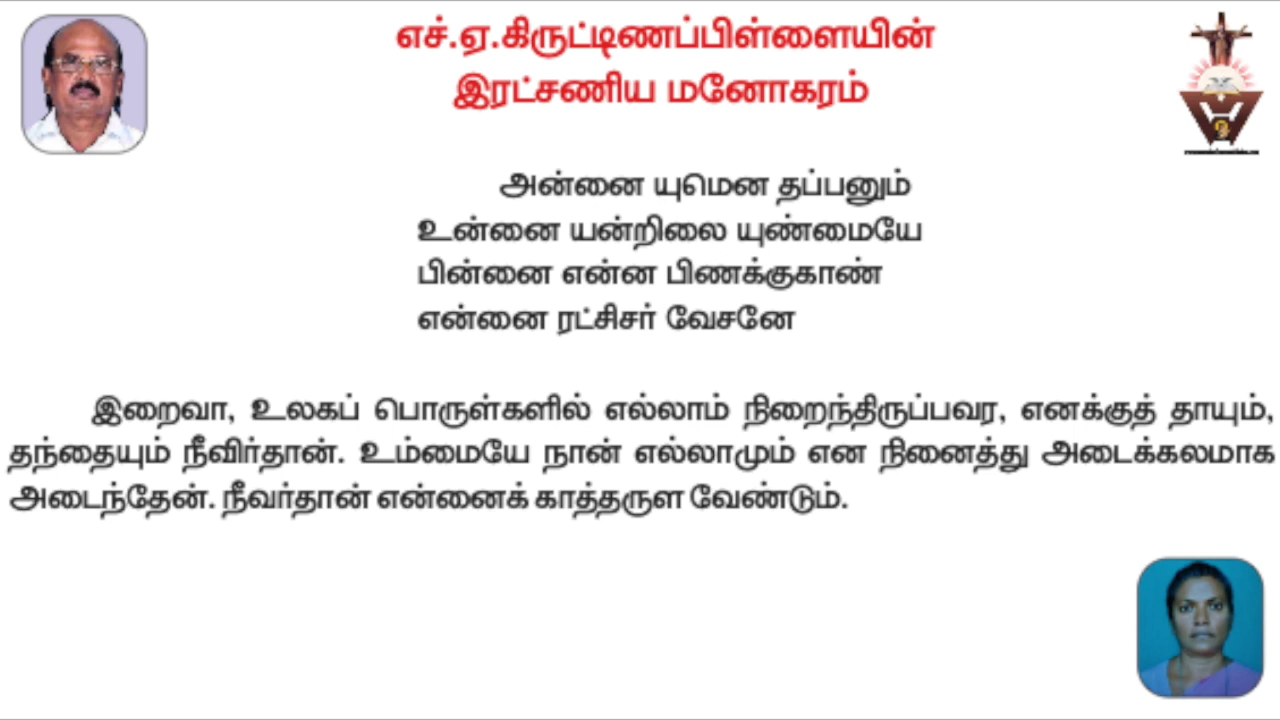 எச்.ஏ.கிருட்டிணப்பிள்ளையின்
இரட்சணிய மனோகரம்
அன்னை யுமென தப்பனும்
உன்னை யன்றிலை யுண்மையே
பின்னை என்ன பிணக்குகாண்
என்னை ரட்சிசர் வேசனே
இறைவா, உலகப் பொருள்களில் எல்லாம் நிறைந்திருப்பவர, எனக்குத் தாயும்,
தந்தையும் நீவிர்தான். உம்மையே நான் எல்லாமும் என நினைத்து அடைக்கலமாக
அடைந்தேன். நீவர்தான் என்னைக் காத்தருள வேண்டும்.